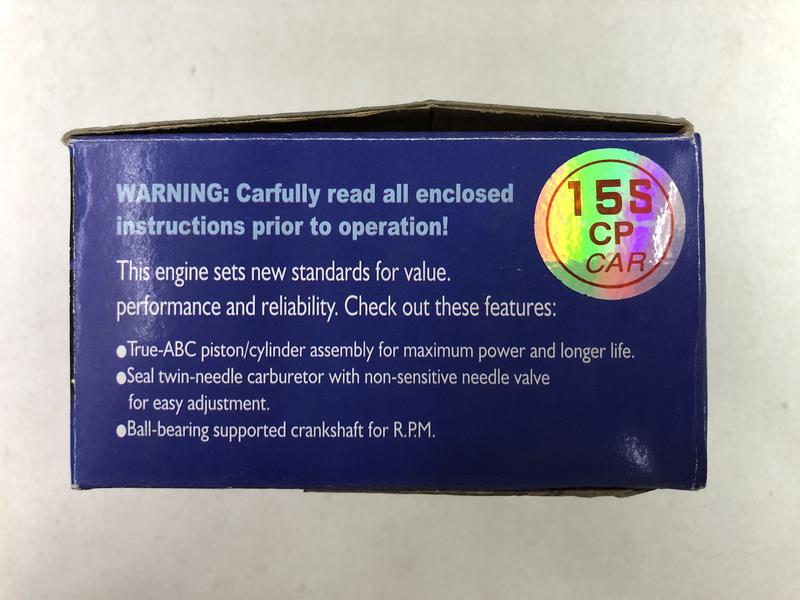 WARNING: Carfully read all enclosed
instructions prior to operation!
This engine sets new standards for value.
performance and reliability. Check out these features:
●True-ABC piston/cylinder assembly for maximum power and longer life.
●Seal twin-needle carburetor with non-sensitive needle valve
for easy adjustment.
●Ball-bearing supported crankshaft for R.P.M.
15S
CP
CAR